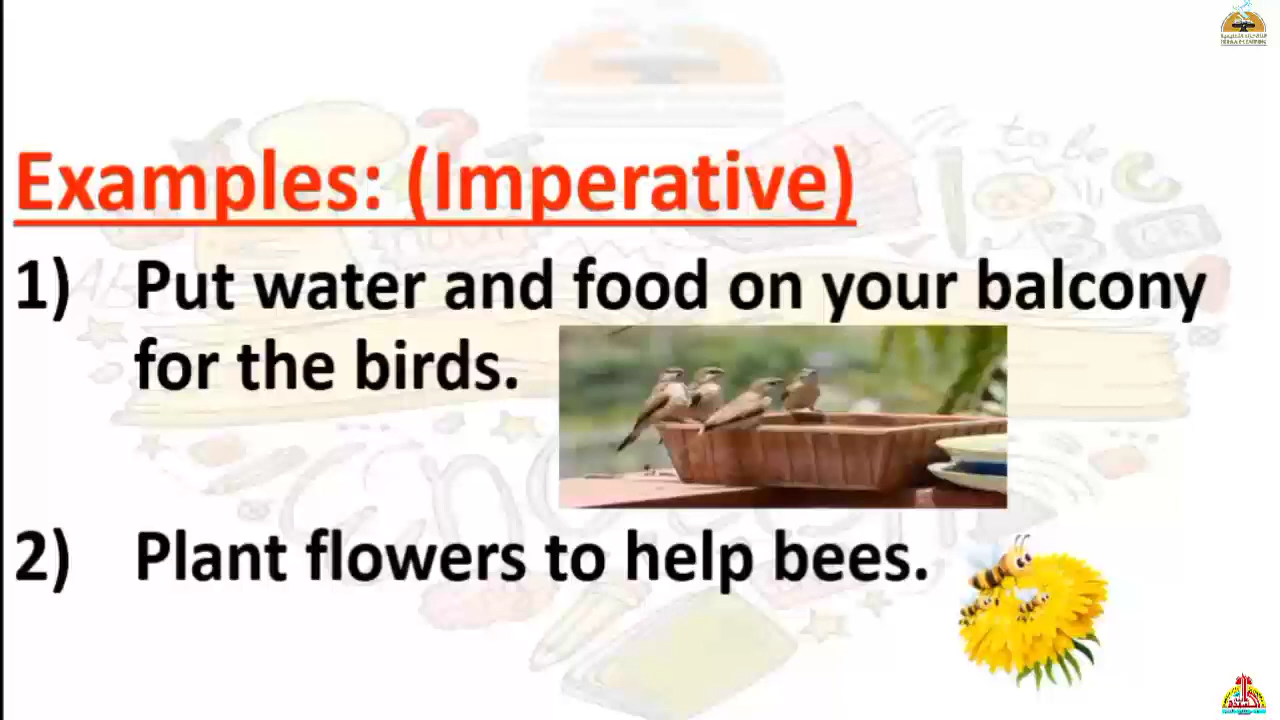 Examples: (Imperative)
1) Put water and food on your balcony
for the birds.
2) Plant flowers to help bees.